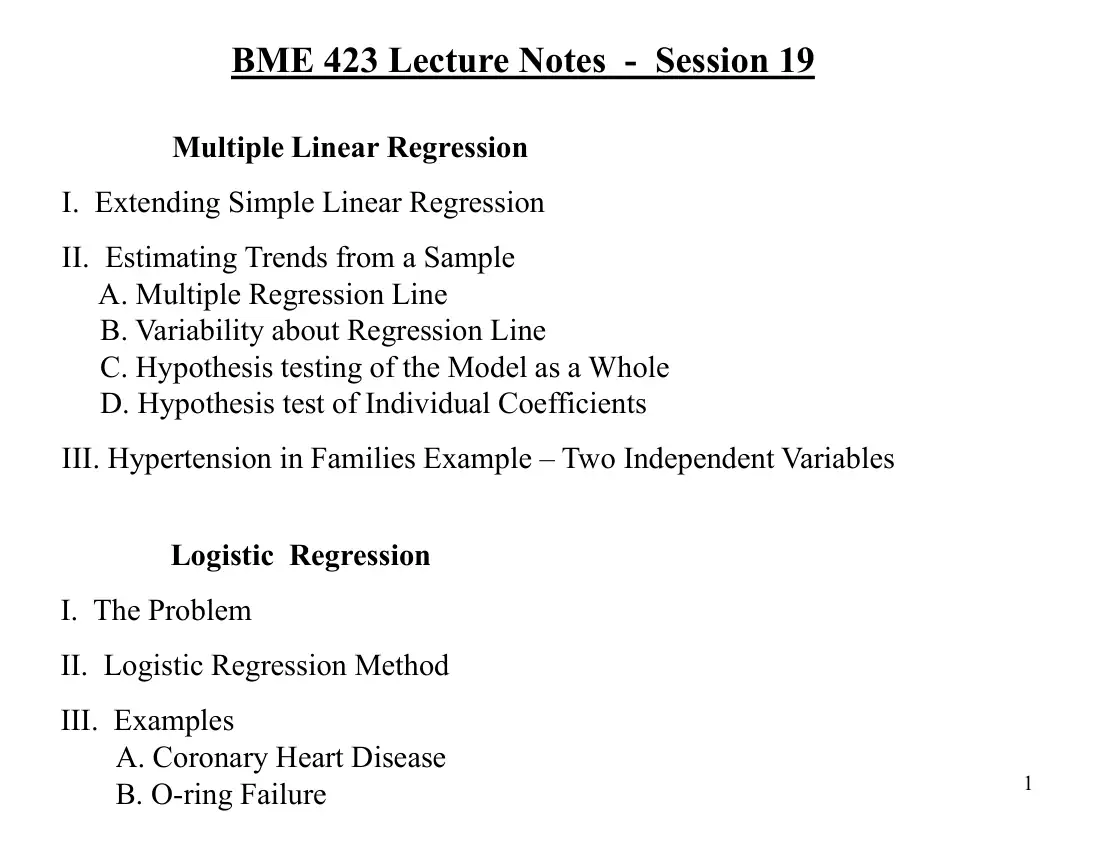 BME 423 Lecture Notes - Session 19
Multiple Linear Regression
I. Extending Simple Linear Regression
II. Estimating Trends from a Sample
A. Multiple Regression Line
B. Variability about Regression Line
C. Hypothesis testing of the Model as a Whole
D. Hypothesis test of Individual Coefficients
III. Hypertension in Families Example – Two Independent Variables
Logistic Regression
I. The Problem
II. Logistic Regression Method
III. Examples
A. Coronary Heart Disease
B. O-ring Failure
1